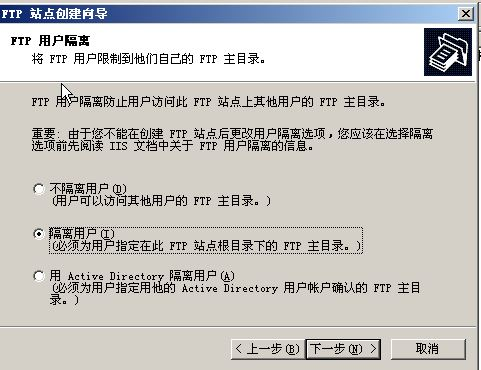 FTP 站点创建向导
FTP 用户隔离
将 FTP 用户限制到他们自己的 FTP 主目录。
FTP 用户隔离防止用户访问此 FTP 站点上其他用户的 FTP 主目录。
重要: 由于您不能在创建 FTP 站点后更改用户隔离选项，您应该在选择隔离
选项前先阅读 IIS 文档中关于 FTP 用户隔离的信息。
不隔离用户(D)
(用户可以访问其他用户的 FTP 主目录。)
隔离用户(I)
(必须为用户指定在此 FTP 站点根目录下的 FTP 主目录。)
用 Active Directory 隔离用户(A)
(必须为用户指定用他的 Active Directory 用户帐户确认的 FTP 主目
录。)
< 上一步(B) 下一步(N) > 取消